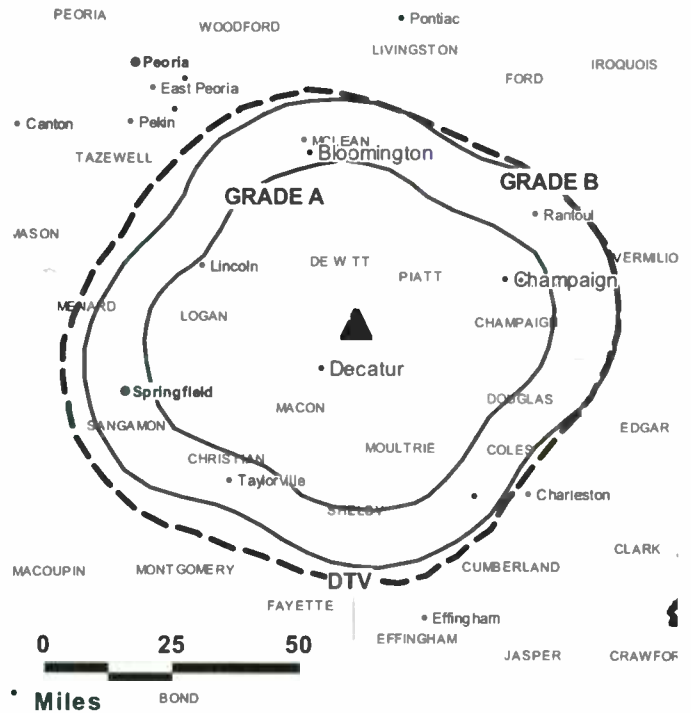 PEORIA
WOODFORD
Pontiac
LIVINGSTON
IROQUOIS
Peoria
FORD
East Peoria
Canton
Pekin
MCLEAN
Bloomington
TAZEWELL
GRADE B
GRADE A
Rantoul
MASON
VERMILIO
DE WITT
Lincoln
PIATT
Champaign
MENARD
LOGAN
CHAMPAIGN
Decatur
Springfield
DOUGLAS
MACON
SANGAMON
EDGAR
MOULTRIE
COLES
CHRISTIAN
Taylorville
Charleston
SHELBY
CLARK
MACOUPIN
MONTGOMERY
CUMBERLAND
DTV
FAYETTE
Effingham
EFFINGHAM
0 25 50
JASPER
CRAWFOR
Miles
BOND